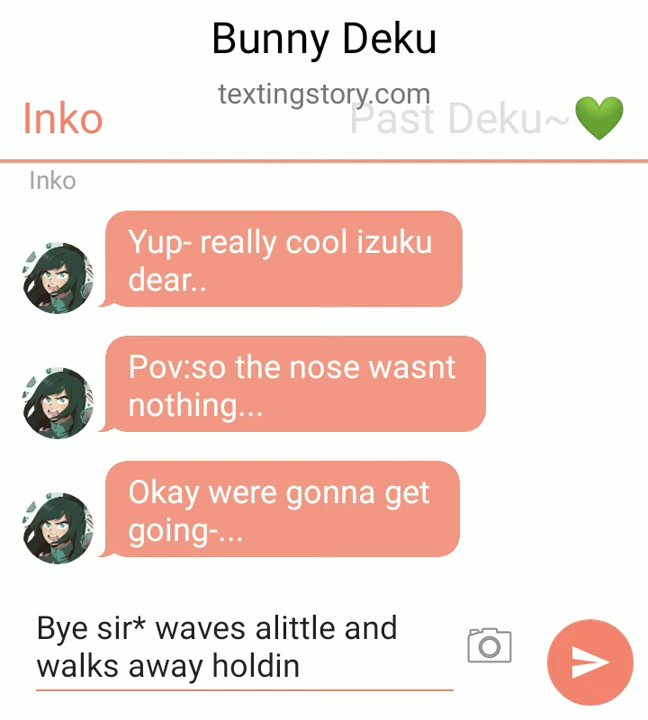 Bunny Deku
textingstory.com
Inko
Past Deku~💚
Inko
Yup- really cool izuku
dear..
Pov:so the nose wasnt
nothing...
Okay were gonna get
going-...
Bye sir* waves alittle and
walks away holdin